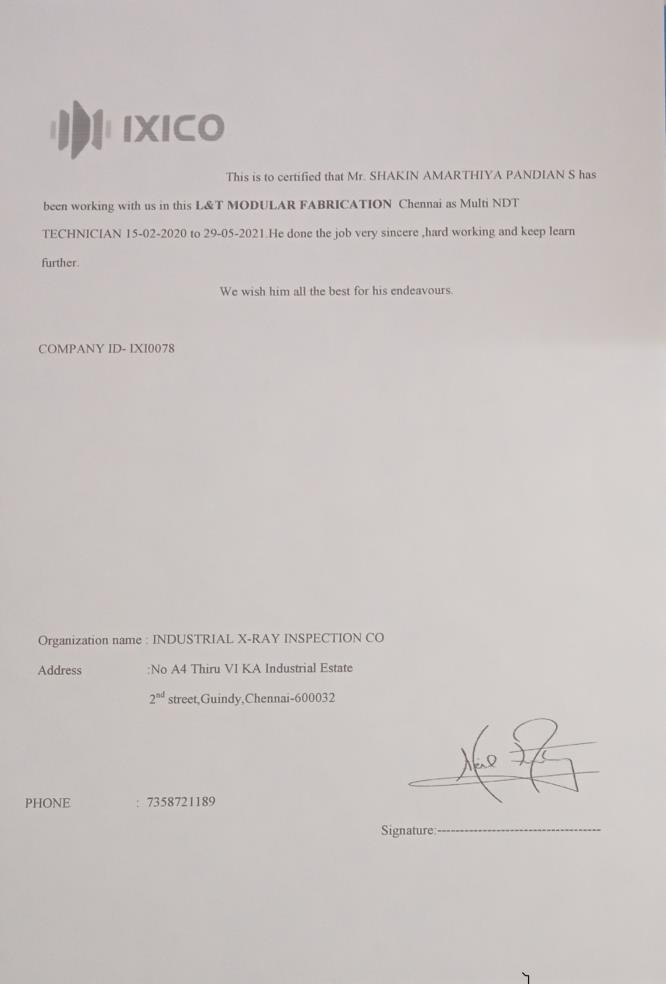 IXICO
This is to certified that Mr. SHAKIN AMARTHIYA PANDIAN S has
been working with us in this L&T MODULAR FABRICATION Chennai as Multi NDT
TECHNICIAN 15-02-2020 to 29-05-2021.He done the job very sincere ,hard working and keep learn
further.
We wish him all the best for his endeavours.
COMPANY ID- IXI0078
Organization name : INDUSTRIAL X-RAY INSPECTION CO
Address :No A4 Thiru VI KA Industrial Estate
2nd street,Guindy,Chennai-600032
Neil
PHONE : 7358721189
Signature:------------------------------------